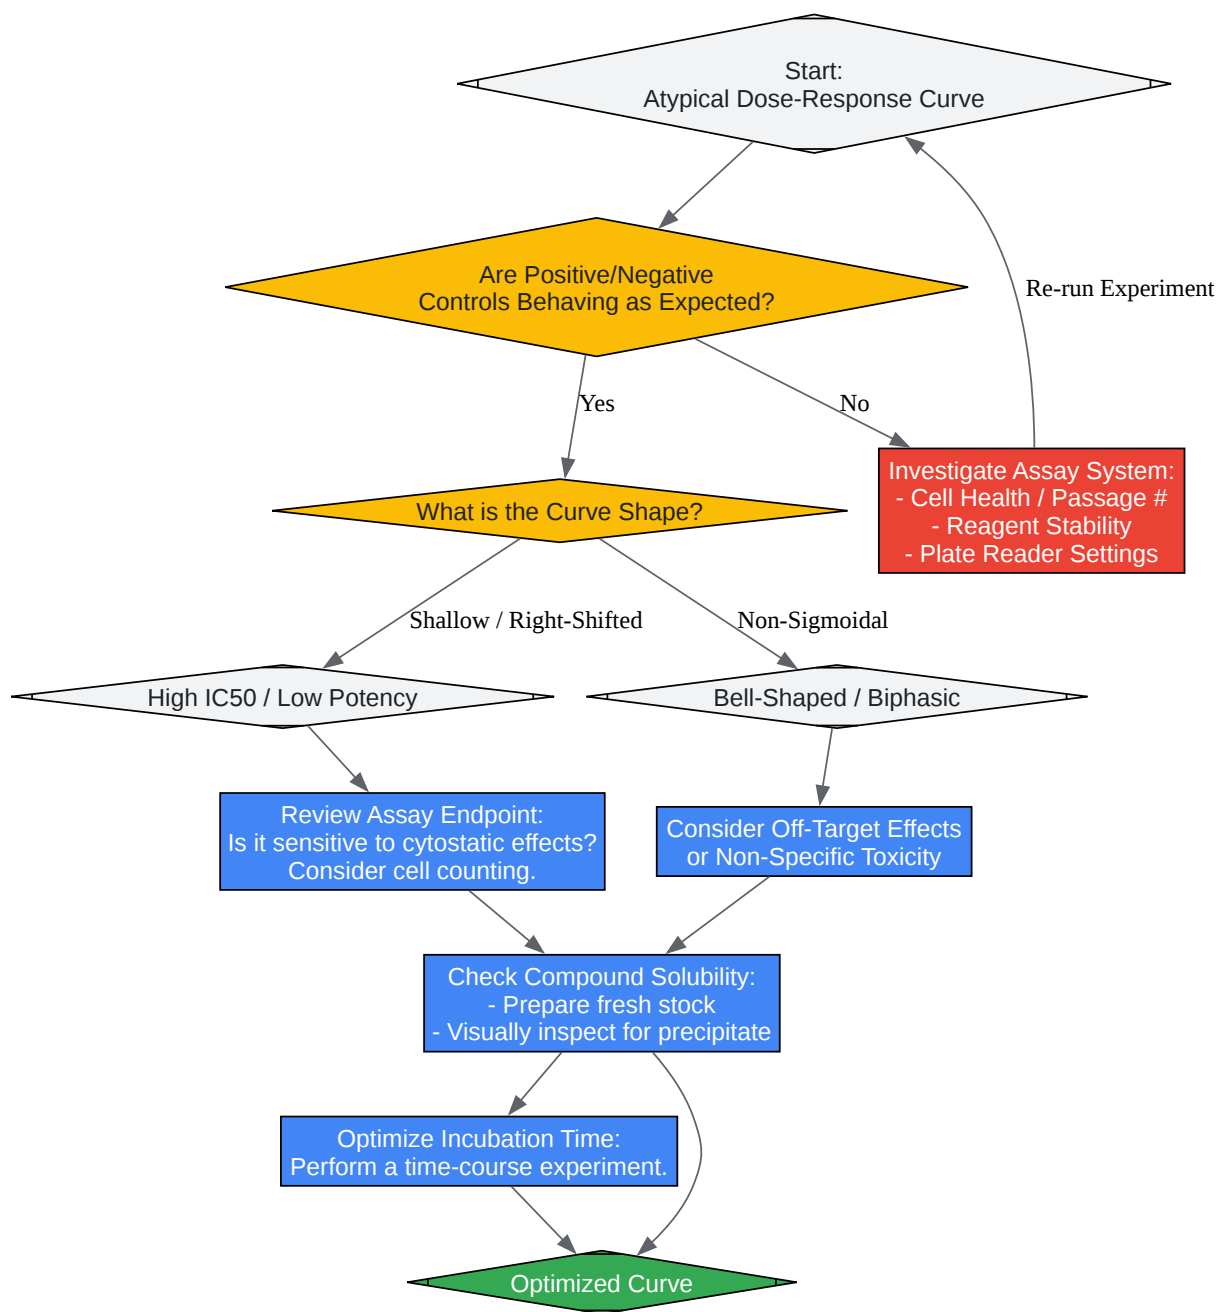 Start:
Atypical Dose-Response Curve
Are Positive/Negative
Controls Behaving as Expected?
Re-run Experiment
Yes
No
Investigate Assay System:
- Cell Health / Passage #
- Reagent Stability
- Plate Reader Settings
What is the Curve Shape?
Shallow / Right-Shifted
Non-Sigmoidal
High IC50 / Low Potency
Bell-Shaped / Biphasic
Review Assay Endpoint:
Is it sensitive to cytostatic effects?
Consider cell counting.
Consider Off-Target Effects
or Non-Specific Toxicity
Check Compound Solubility:
- Prepare fresh stock
- Visually inspect for precipitate
Optimize Incubation Time:
Perform a time-course experiment.
Optimized Curve